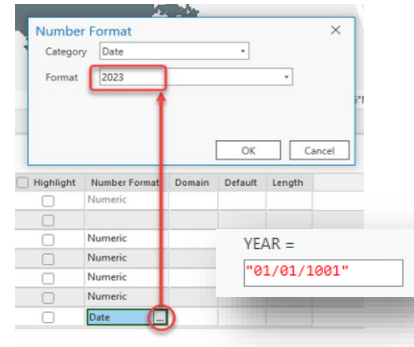 Number Format
Category Date
Format 2023
OK Cancel
Highlight Number Format Domain Default Length
Numeric
Numeric
Numeric
Numeric
Numeric
Date ...
YEAR =
"01/01/1001"